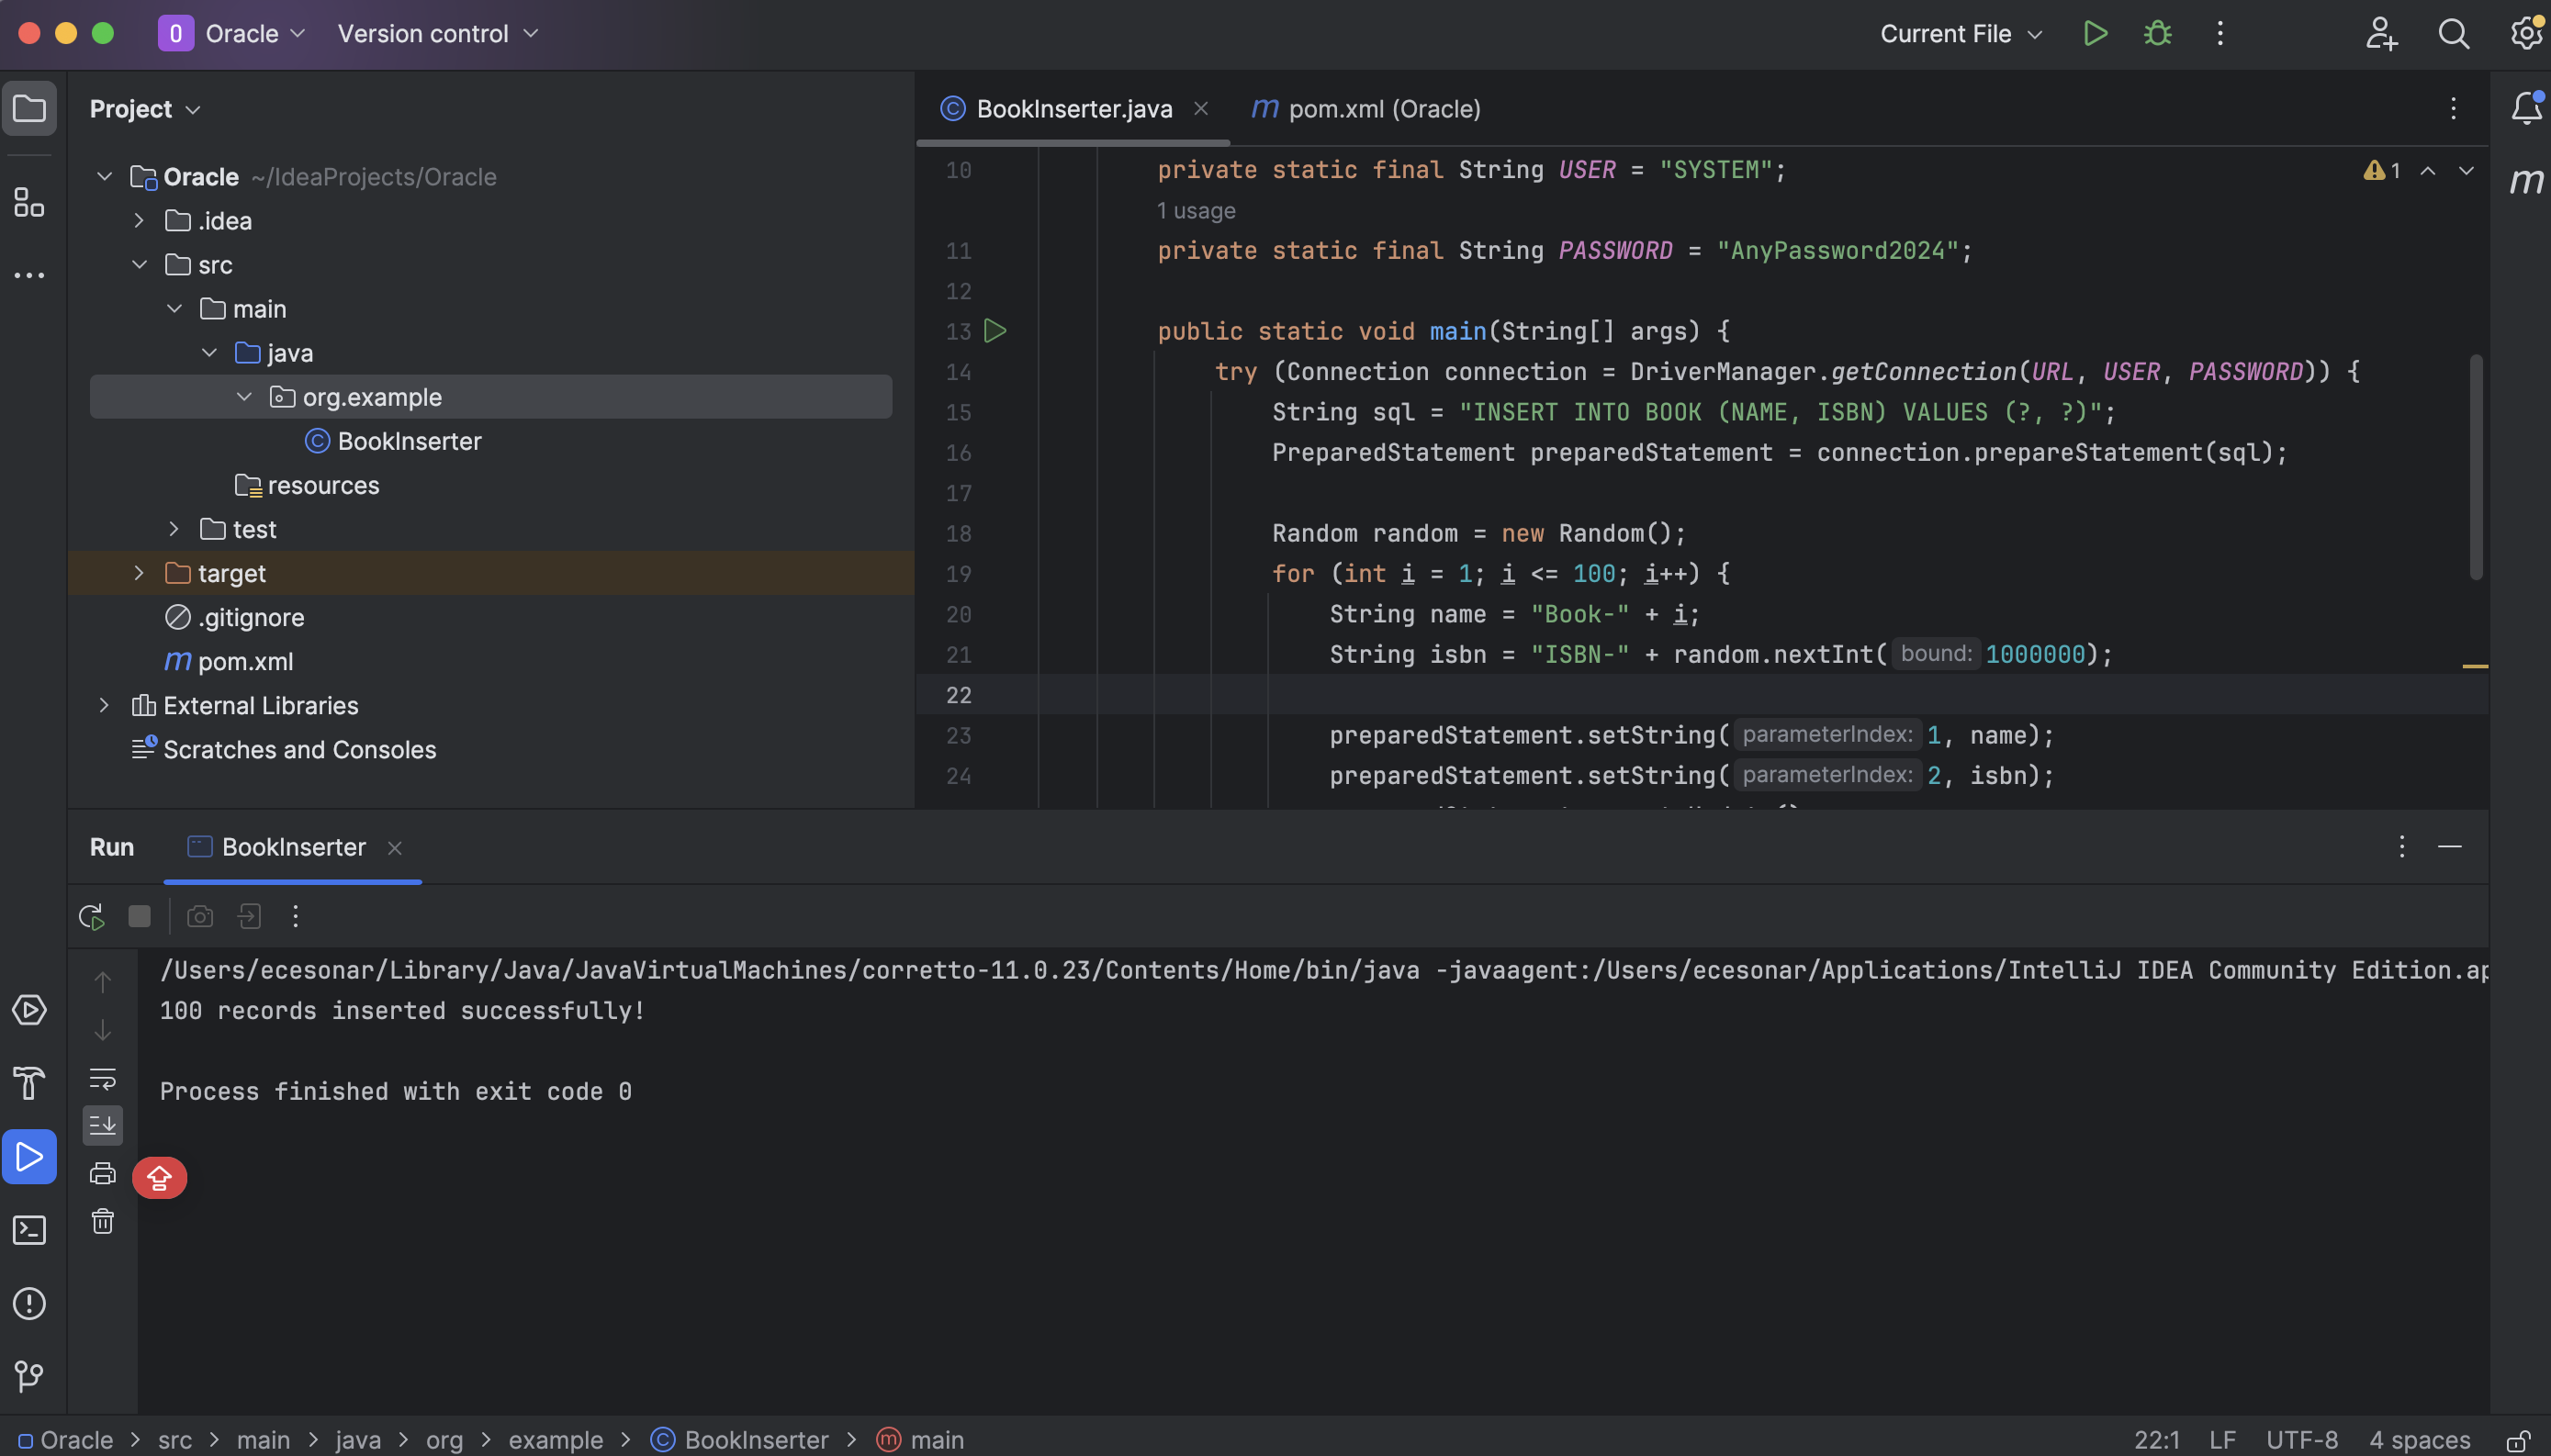 O Oracle Version control Current File
Project
BookInserter.java
pom.xml (Oracle)
Oracle ~/IdeaProjects/Oracle
.idea
src
main
java
org.example
BookInserter
resources
test
target
.gitignore
pom.xml
External Libraries
Scratches and Consoles
10 private static final String USER = "SYSTEM";
1
1 usage
11 private static final String PASSWORD = "AnyPassword2024";
12
13 public static void main(String[] args) {
14 try (Connection connection = DriverManager.getConnection(URL, USER, PASSWORD)) {
15 String sql = "INSERT INTO BOOK (NAME, ISBN) VALUES (?, ?)";
16 PreparedStatement preparedStatement = connection.prepareStatement(sql);
17
18 Random random = new Random();
19 for (int i = 1; i <= 100; i++) {
20 String name = "Book-" + i;
21 String isbn = "ISBN-" + random.nextInt( bound: 1000000);
22
23 preparedStatement.setString( parameterIndex: 1, name);
24 preparedStatement.setString( parameterIndex: 2, isbn);
m
Run BookInserter
/Users/ecesonar/Library/Java/JavaVirtualMachines/corretto-11.0.23/Contents/Home/bin/java -javaagent:/Users/ecesonar/Applications/IntelliJ IDEA Community Edition.ap
100 records inserted successfully!
Process finished with exit code 0
Oracle > src > main > java > org > example > BookInserter > main
22:1 LF UTF-8 4 spaces